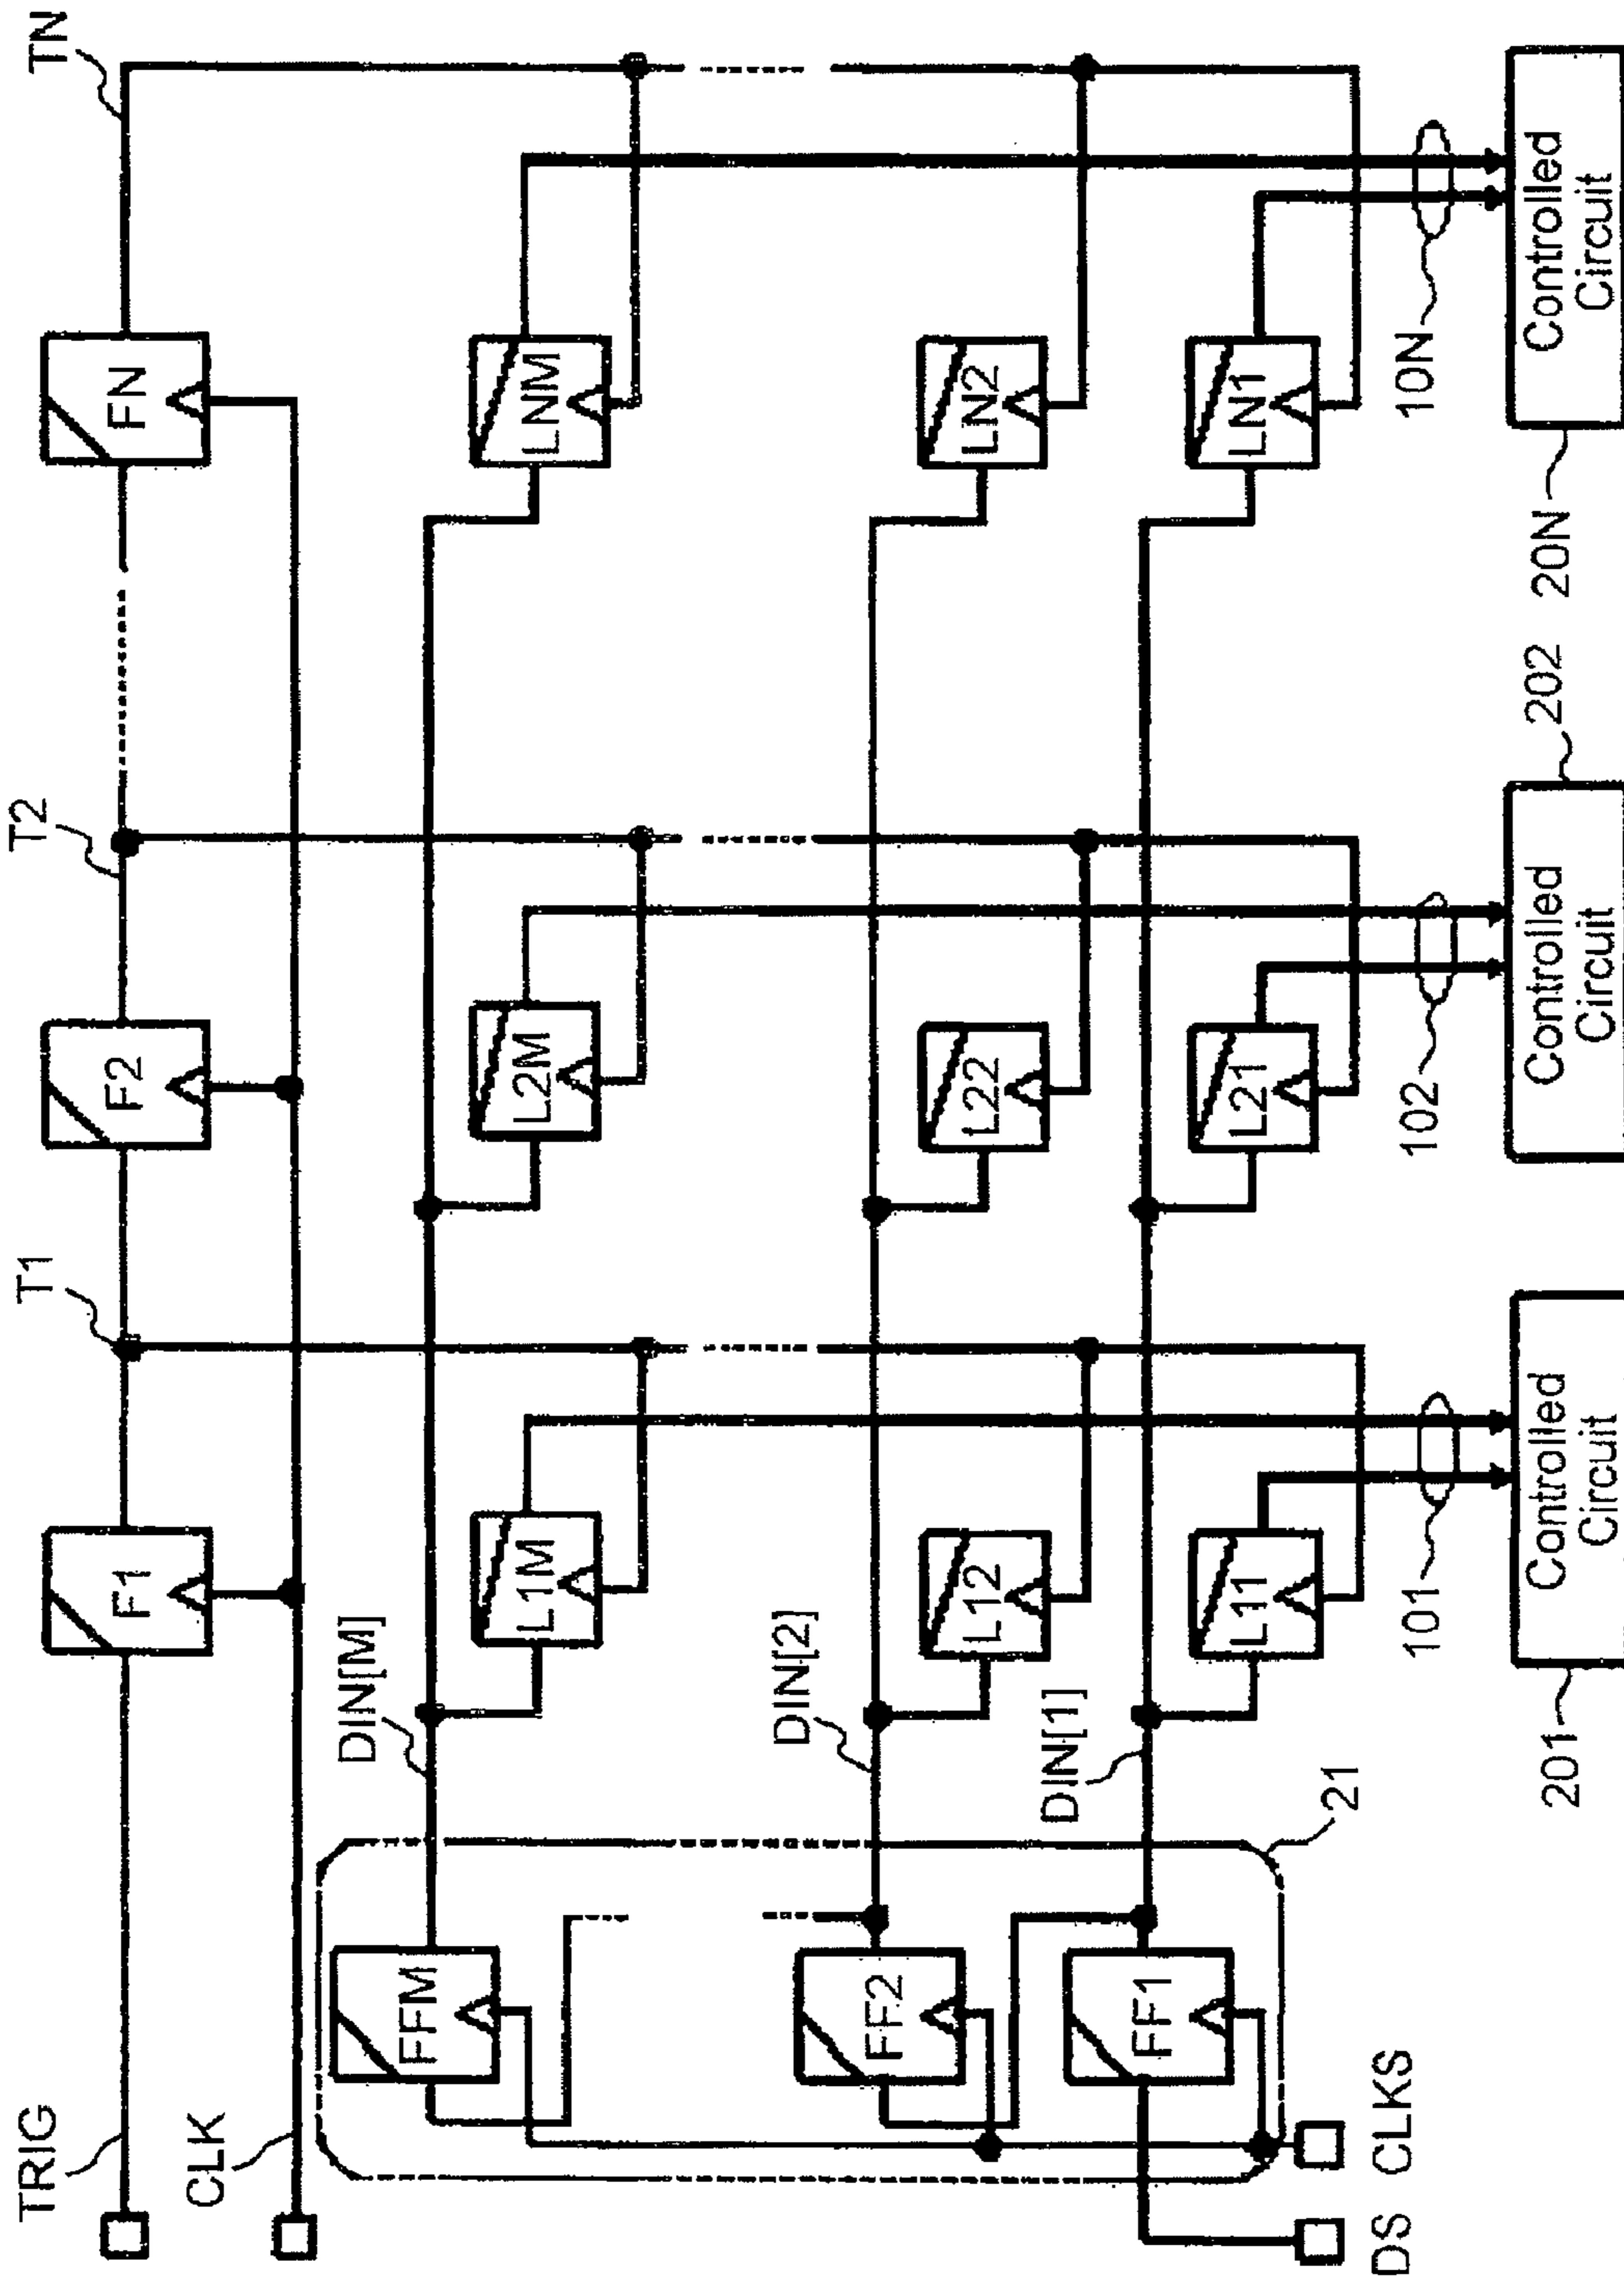 TRIG
F1
T1
F2
T2
FN
TN
CLK
FFM
DIN[M]
L1M
L2M
LNM
FF2
DIN[2]
L12
L22
LN2
FF1
DIN[1]
L11
L21
LN1
21
DS
CLKS
101
102
10N
201
Controlled
Circuit
202
Controlled
Circuit
20N
Controlled
Circuit